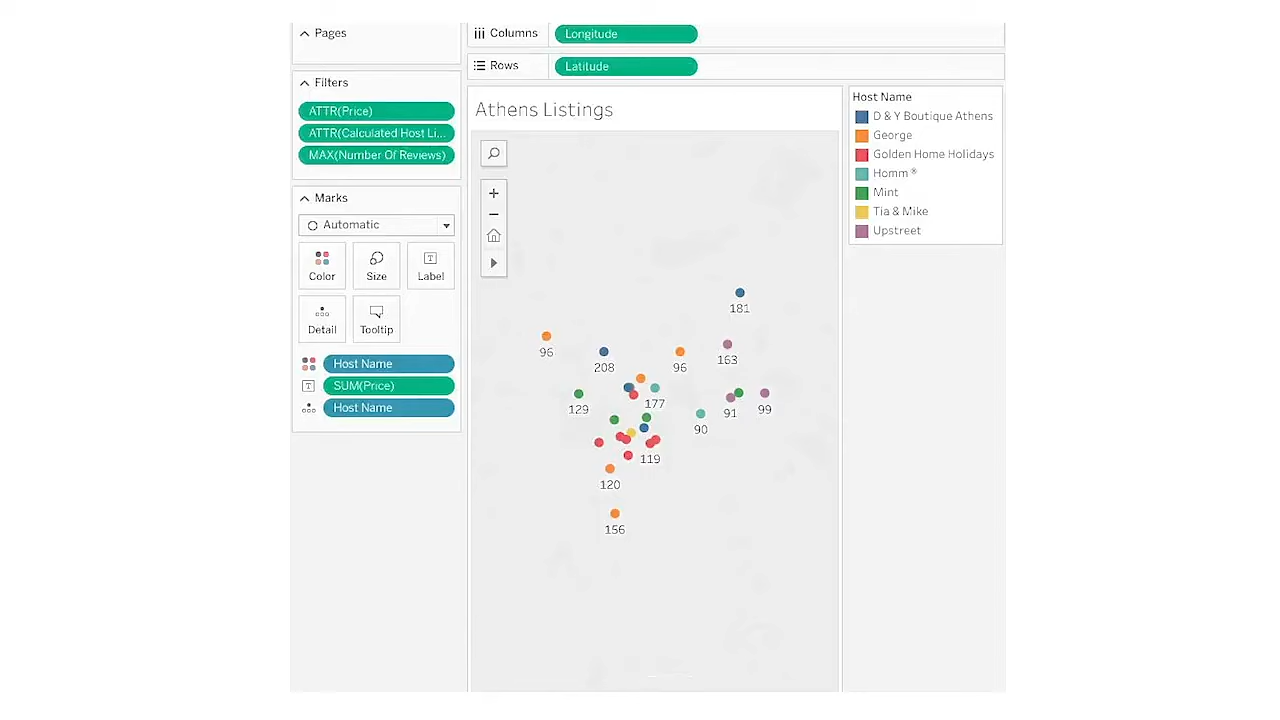 Pages
Columns
Longitude
Rows
Latitude
Filters
ATTR(Price)
ATTR(Calculated Host Li...
MAX(Number Of Reviews)
Marks
Automatic
Color
Size
Label
Detail
Tooltip
Host Name
SUM(Price)
Host Name
Athens Listings
181
96
208
96
163
129
177
90
91
99
119
120
156
Host Name
D & Y Boutique Athens
George
Golden Home Holidays
Homm ®
Mint
Tia & Mike
Upstreet